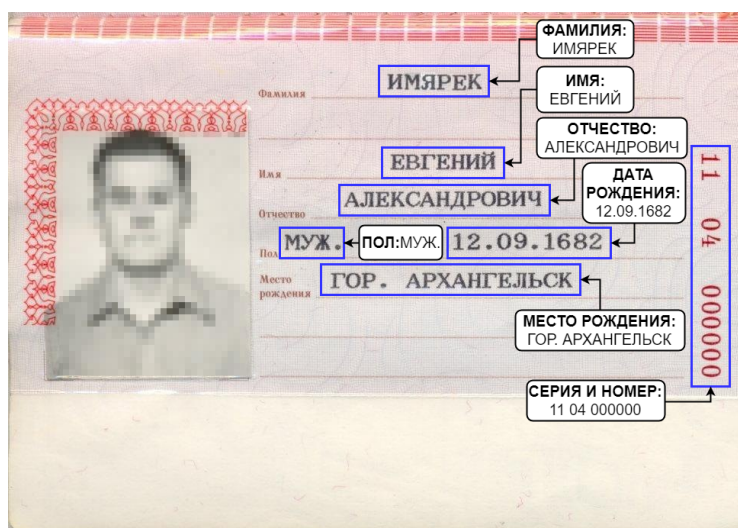 ФАМИЛИЯ:
ИМЯРЕК
Фамилия
ИМЯРЕК
ИМЯ:
ЕВГЕНИЙ
Имя
ЕВГЕНИЙ
ОТЧЕСТВО:
АЛЕКСАНДРОВИЧ
Отчество
АЛЕКСАНДРОВИЧ
ДАТА
РОЖДЕНИЯ:
12.09.1682
Пол
МУЖ.
ПОЛ:МУЖ.
12.09.1682
Место
рождения
ГОР. АРХАНГЕЛЬСК
МЕСТО РОЖДЕНИЯ:
ГОР. АРХАНГЕЛЬСК
11 04 000000
СЕРИЯ И НОМЕР:
11 04 000000